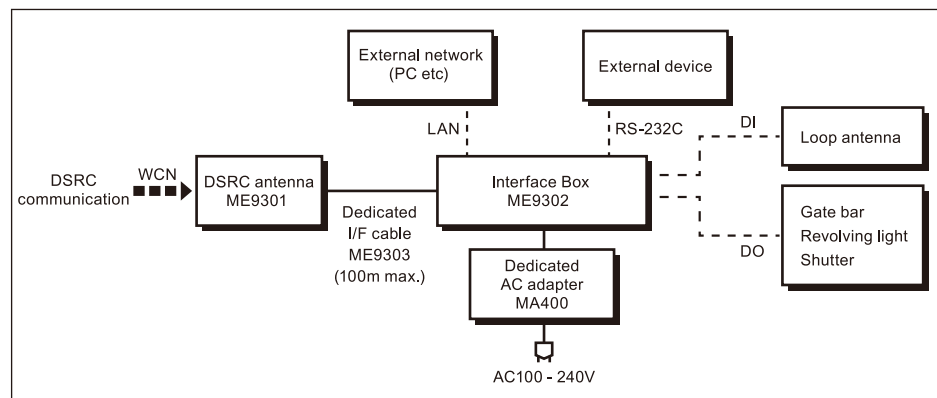 External network
(PC etc)
External device
LAN
RS-232C
DI
Loop antenna
DSRC
communication
WCN
DSRC antenna
ME9301
Interface Box
ME9302
Dedicated
I/F cable
ME9303
(100m max.)
Gate bar
Revolving light
Shutter
DO
Dedicated
AC adapter
MA400
AC100 - 240V